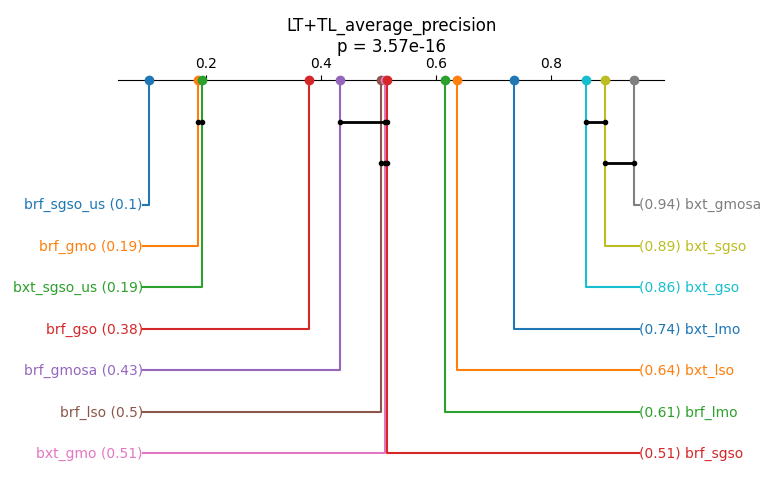 LT+TL_average_precision
p = 3.57e-16
0.2 0.4 0.6 0.8
brf_sgso_us (0.1) (0.94) bxt_gmosa
brf_gmo (0.19) (0.89) bxt_sgso
bxt_sgso_us (0.19) (0.86) bxt_gso
brf_gso (0.38) (0.74) bxt_lmo
brf_gmosa (0.43) (0.64) bxt_lso
brf_lso (0.5) (0.61) brf_lmo
bxt_gmo (0.51) (0.51) brf_sgso